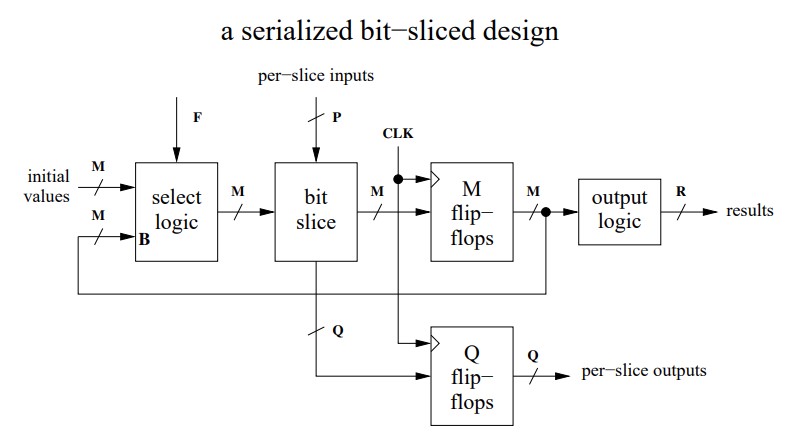 a serialized bit−sliced design
per−slice inputs
F
P
CLK
initial
values
M
M
B
select
logic
M
bit
slice
M
M
flip−
flops
M
output
logic
R
results
Q
Q
flip−
flops
Q
per−slice outputs